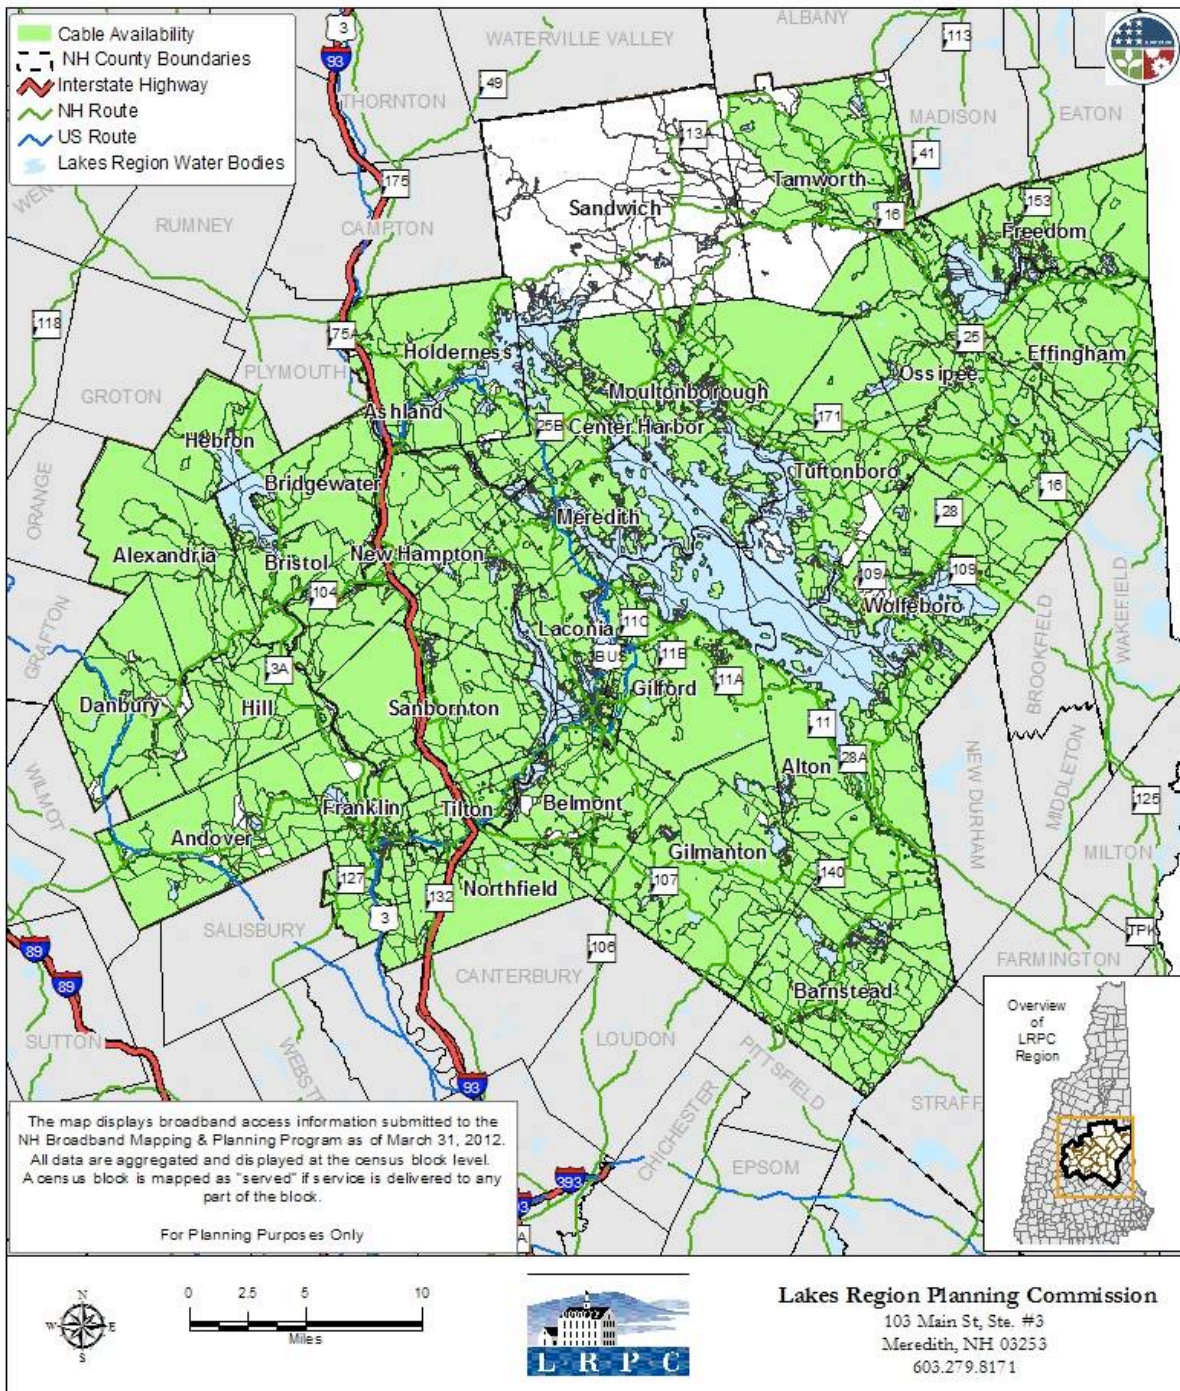 Cable Availability
NH County Boundaries
Interstate Highway
NH Route
US Route
Lakes Region Water Bodies
3
93
ALBANY
113
WATERVILLE VALLEY
49
THORNTON
MADISON
EATON
113A
41
175
Tamworth
153
RUMNEY
CAMPTON
Sandwich
16
Freedom
118
175A
25
PLYMOUTH
Holderness
Effingham
GROTON
Ossipee
Moultonborough
Ashland
171
25B
Center Harbor
Hebron
Tuftonboro
Bridgewater
16
ORANGE
28
Meredith
Alexandria
New Hampton
Bristol
109A
109
104
Wolfeboro
GRAFTON
11C
Laconia
BROOKFIELD
WAKEFIELD
BUS
11B
3A
11A
Gilford
Danbury
Hill
Sanbornton
11
28A
Alton
WILMOT
NEW DURHAM
MIDDLETON
125
Franklin
Tilton
Belmont
Andover
Gilmanton
MILTON
127
107
140
132
Northfield
3
SALISBURY
TPK
89
106
CANTERBURY
FARMINGTON
89
Barnstead
SUTTON
LOUDON
PITTSFIELD
WEBST
93
CHICHESTER
STRAFF
EPSOM
393
Overview
of
LRPC
Region
The map displays broadband access information submitted to the
NH Broadband Mapping & Planning Program as of March 31, 2012.
All data are aggregated and displayed at the census block level.
A census block is mapped as "served" if service is delivered to any
part of the block.
For Planning Purposes Only
N
W E
S
0 2.5 5 10
Miles
LRPC
Lakes Region Planning Commission
103 Main St, Ste. #3
Meredith, NH 03253
603.279.8171